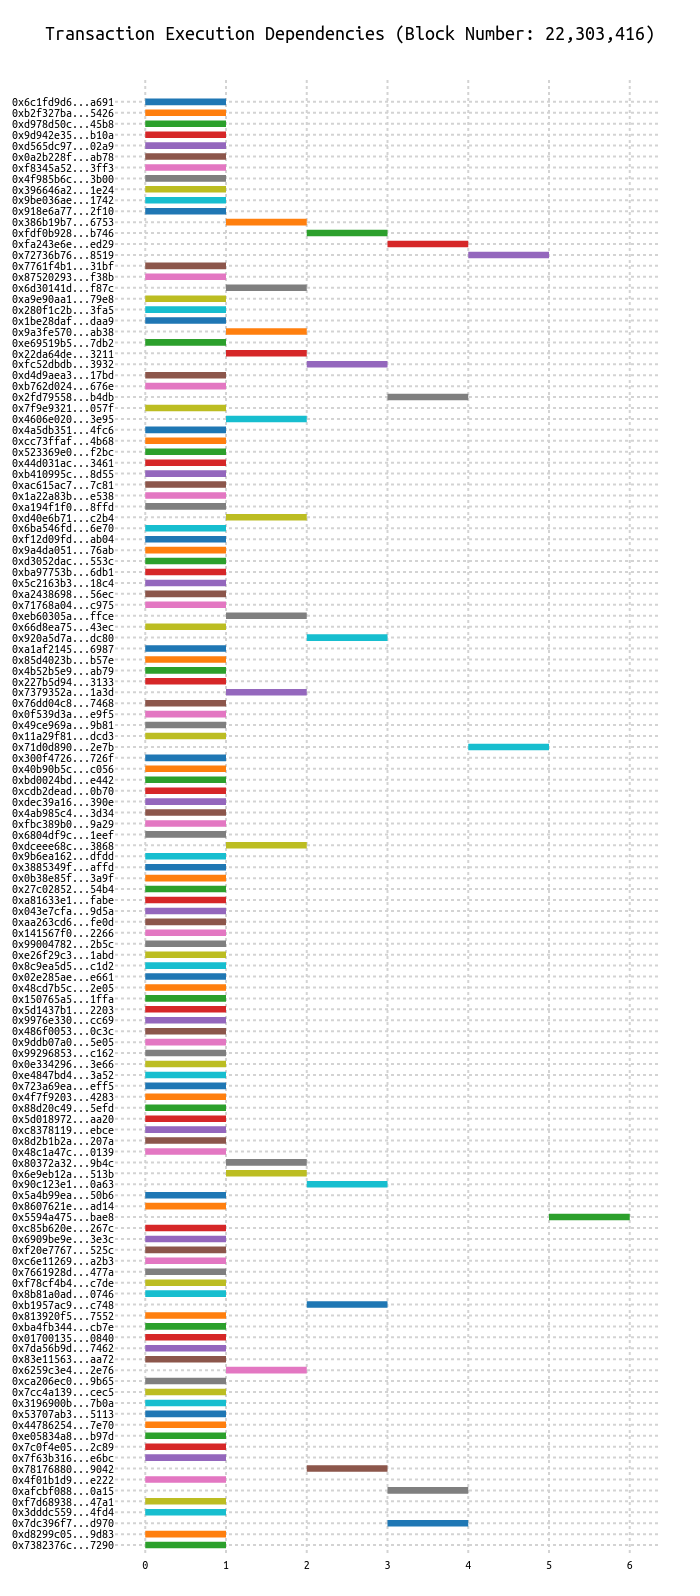 Transaction Execution Dependencies (Block Number: 22,303,416)
0x6c1fd9d6...a691
0xb2f327ba...5426
0xd978d50c...45b8
0x9d942e35...b10a
0xd565dc97...02a9
0x0a2b228f...ab78
0xf8345a52...3ff3
0x4f985b6c...3b00
0x396646a2...1e24
0x9be036ae...1742
0x918e6a77...2f10
0x386b19b7...6753
0xfdf0b928...b746
0xfa243e6e...ed29
0x72736b76...8519
0x7761f4b1...31bf
0x87520293...f38b
0x6d30141d...f87c
0xa9e90aa1...79e8
0x280f1c2b...3fa5
0x1be28daf...daa9
0x9a3fe570...ab38
0xe69519b5...7db2
0x22da64de...3211
0xfc52dbdb...3932
0xd4d9aea3...17bd
0xb762d024...676e
0x2fd79558...b4db
0x7f9e9321...057f
0x4606e020...3e95
0x4a5db351...4fc6
0xcc73ffaf...4b68
0x523369e0...f2bc
0x44d031ac...3461
0xb410995c...8d55
0xac615ac7...7c81
0x1a22a83b...e538
0xa194f1f0...8ffd
0xd40e6b71...c2b4
0x6ba546fd...6e70
0xf12d09fd...ab04
0x9a4da051...76ab
0xd3052dac...553c
0xba97753b...6db1
0x5c2163b3...18c4
0xa2438698...56ec
0x71768a04...c975
0xeb60305a...ffce
0x66d8ea75...43ec
0x920a5d7a...dc80
0xa1af2145...6987
0x85d4023b...b57e
0x4b52b5e9...ab79
0x227b5d94...3133
0x7379352a...1a3d
0x76dd04c8...7468
0x0f539d3a...e9f5
0x49ce969a...9b81
0x11a29f81...dcd3
0x71d0d890...2e7b
0x300f4726...726f
0x40b90b5c...c056
0xbd0024bd...e442
0xcdb2dead...0b70
0xdec39a16...390e
0x4ab985c4...3d34
0xfbc389b0...9a29
0x6804df9c...1eef
0xdceee68c...3868
0x9b6ea162...dfdd
0x3885349f...affd
0x0b38e85f...3a9f
0x27c02852...54b4
0xa81633e1...fabe
0x043e7cfa...9d5a
0xaa263cd6...fe0d
0x141567f0...2266
0x99004782...2b5c
0xe26f29c3...1abd
0x8c9ea5d5...c1d2
0x02e285ae...e661
0x48cd7b5c...2e05
0x150765a5...1ffa
0x5d1437b1...2203
0x9976e330...cc69
0x486f0053...0c3c
0x9ddb07a0...5e05
0x99296853...c162
0x0e334296...3e66
0xe4847bd4...3a52
0x723a69ea...eff5
0x4f7f9203...4283
0x88d20c49...5efd
0x5d018972...aa20
0xc8378119...ebce
0x8d2b1b2a...207a
0x48c1a47c...0139
0x80372a32...9b4c
0x6e9eb12a...513b
0x90c123e1...0a63
0x5a4b99ea...50b6
0x8607621e...ad14
0x5594a475...bae8
0xc85b620e...267c
0x6909be9e...3e3c
0xf20e7767...525c
0xc6e11269...a2b3
0x7661928d...477a
0xf78cf4b4...c7de
0x8b81a0ad...0746
0xb1957ac9...c748
0x813920f5...7552
0xba4fb344...cb7e
0x01700135...0840
0x7da56b9d...7462
0x83e11563...aa72
0x6259c3e4...2e76
0xca206ec0...9b65
0x7cc4a139...cec5
0x3196900b...7b0a
0x53707ab3...5113
0x44786254...7e70
0xe05834a8...b97d
0x7c0f4e05...2c89
0x7f63b316...e6bc
0x78176880...9042
0x4f01b1d9...e222
0xafcbf088...0a15
0xf7d68938...47a1
0x3dddc559...4fd4
0x7dc396f7...d970
0xd8299c05...9d83
0x7382376c...7290
0 1 2 3 4 5 6